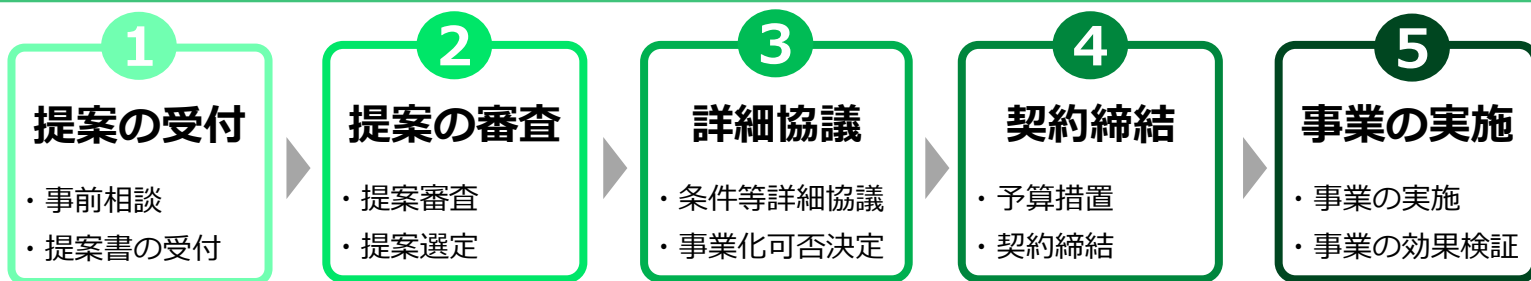 1
提案の受付
・事前相談
・提案書の受付
2
提案の審査
・提案審査
・提案選定
3
詳細協議
・条件等詳細協議
・事業化可否決定
4
契約締結
・予算措置
・契約締結
5
事業の実施
・事業の実施
・事業の効果検証